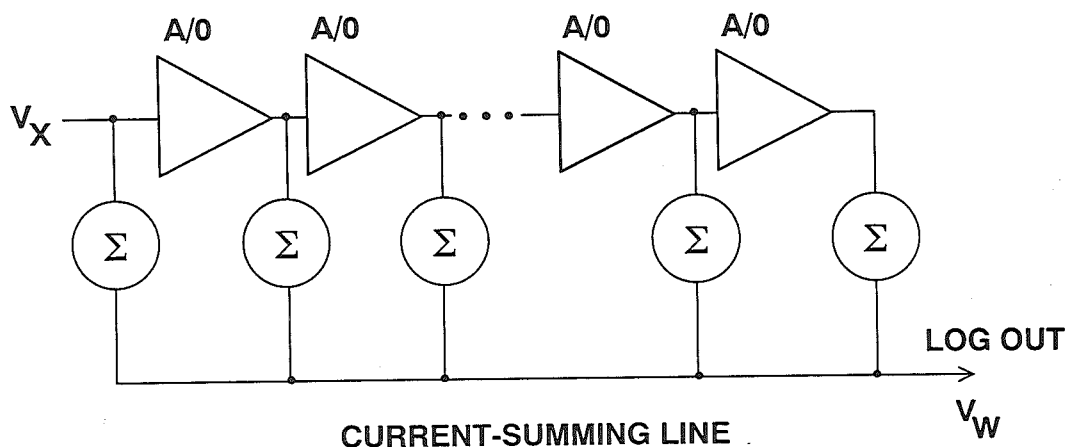 A/0 A/0 A/0 A/0
VX
Σ Σ Σ Σ Σ
LOG OUT
VW
CURRENT-SUMMING LINE